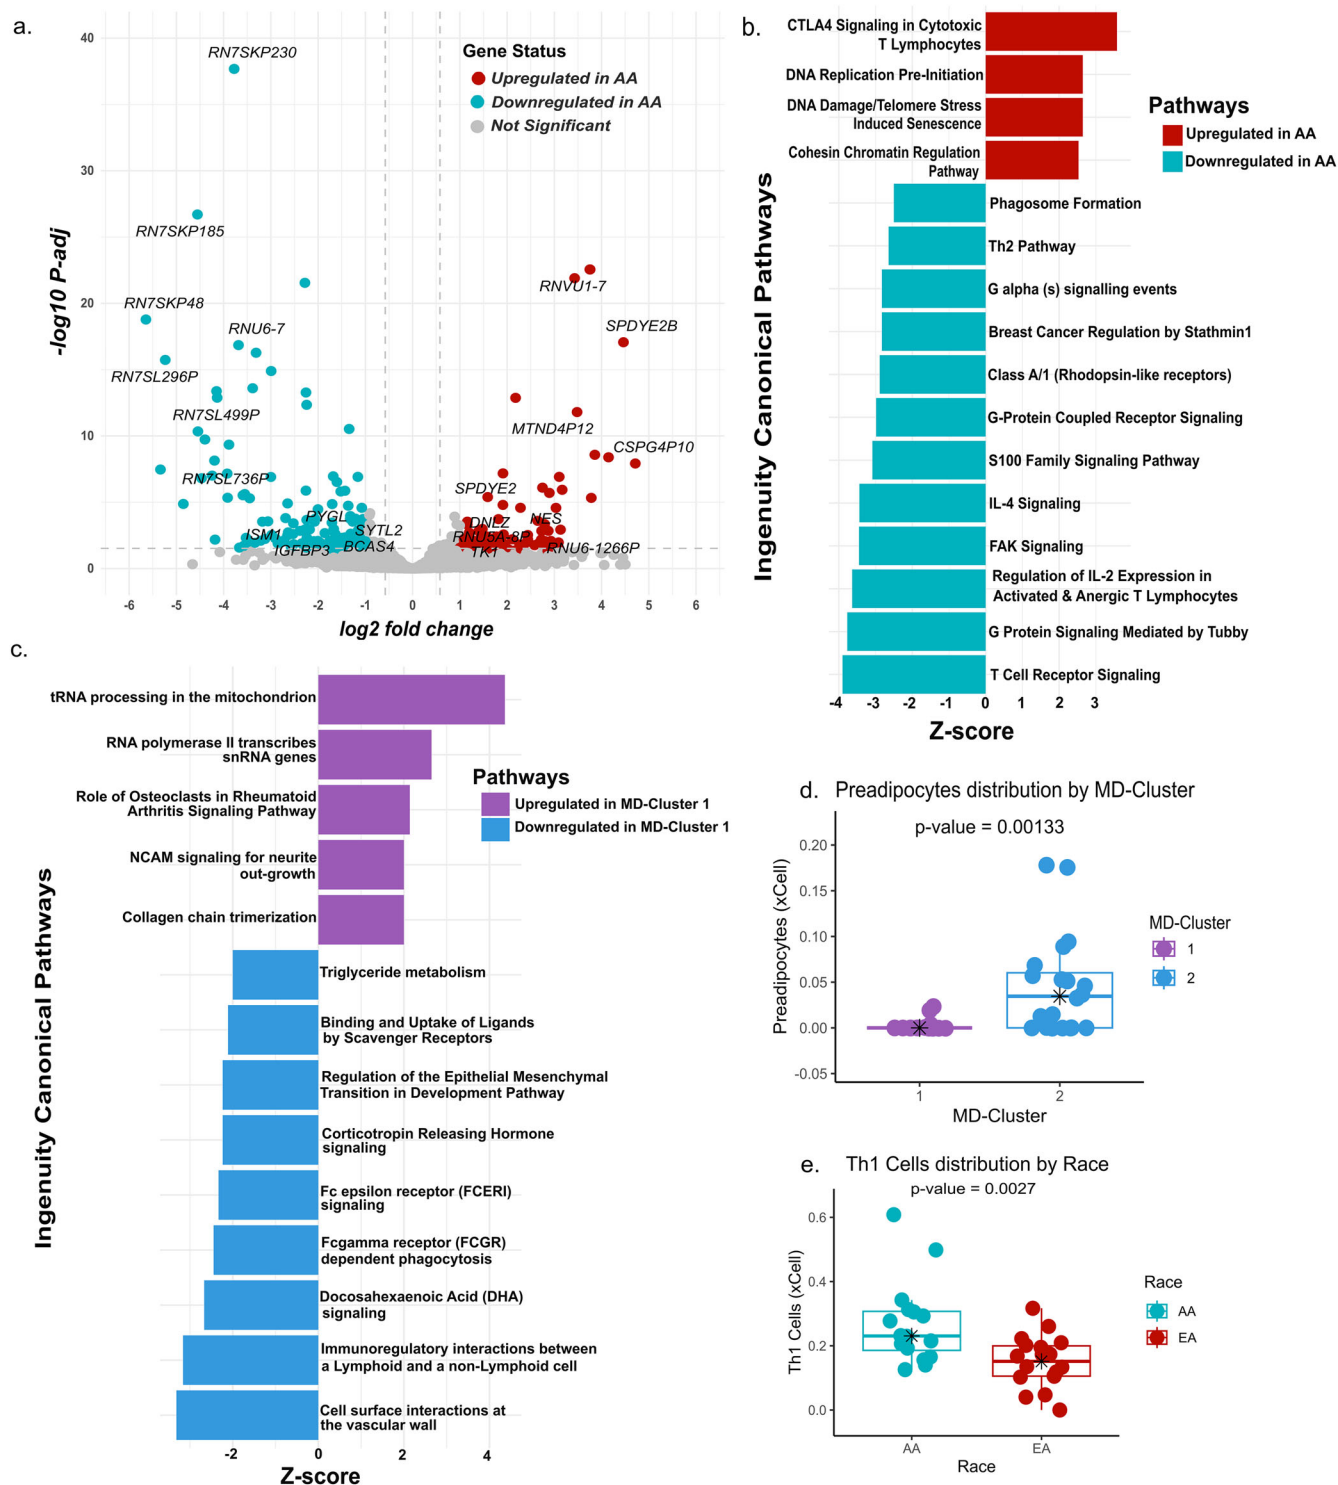 a.
40
30
20
10
0
-log10 P-adj
-6 -5 -4 -3 -2 -1 0 1 2 3 4 5 6
log2 fold change
Gene Status
Upregulated in AA
Downregulated in AA
Not Significant
RN7SKP230
RN7SKP185
RN7SKP48
RNU6-7
RN7SL296P
RN7SL499P
RN7SL736P
PYGL
ISM1
SYTL2
IGFBP3
BCAS4
RNVU1-7
SPDYE2B
MTND4P12
CSPG4P10
SPDYE2
DNLZ
NES
RNU5A-8P
TK1
RNU6-1266P
b.
Ingenuity Canonical Pathways
CTLA4 Signaling in Cytotoxic
T Lymphocytes
DNA Replication Pre-Initiation
DNA Damage/Telomere Stress
Induced Senescence
Cohesin Chromatin Regulation
Pathway
Phagosome Formation
Th2 Pathway
G alpha (s) signalling events
Breast Cancer Regulation by Stathmin1
Class A/1 (Rhodopsin-like receptors)
G-Protein Coupled Receptor Signaling
S100 Family Signaling Pathway
IL-4 Signaling
FAK Signaling
Regulation of IL-2 Expression in
Activated & Anergic T Lymphocytes
G Protein Signaling Mediated by Tubby
T Cell Receptor Signaling
-4 -3 -2 -1 0 1 2 3
Z-score
Pathways
Upregulated in AA
Downregulated in AA
c.
Ingenuity Canonical Pathways
tRNA processing in the mitochondrion
RNA polymerase II transcribes
snRNA genes
Role of Osteoclasts in Rheumatoid
Arthritis Signaling Pathway
NCAM signaling for neurite
out-growth
Collagen chain trimerization
Triglyceride metabolism
Binding and Uptake of Ligands
by Scavenger Receptors
Regulation of the Epithelial Mesenchymal
Transition in Development Pathway
Corticotropin Releasing Hormone
signaling
Fc epsilon receptor (FCERI)
signaling
Fcgamma receptor (FCGR)
dependent phagocytosis
Docosahexaenoic Acid (DHA)
signaling
Immunoregulatory interactions between
a Lymphoid and a non-Lymphoid cell
Cell surface interactions at
the vascular wall
-2 0 2 4
Z-score
Pathways
Upregulated in MD-Cluster 1
Downregulated in MD-Cluster 1
d. Preadipocytes distribution by MD-Cluster
p-value = 0.00133
Preadipocytes (xCell)
0.20
0.15
0.10
0.05
0.00
-0.05
1 2
MD-Cluster
MD-Cluster
1
2
e. Th1 Cells distribution by Race
p-value = 0.0027
Th1 Cells (xCell)
0.6
0.4
0.2
0.0
AA EA
Race
Race
AA
EA